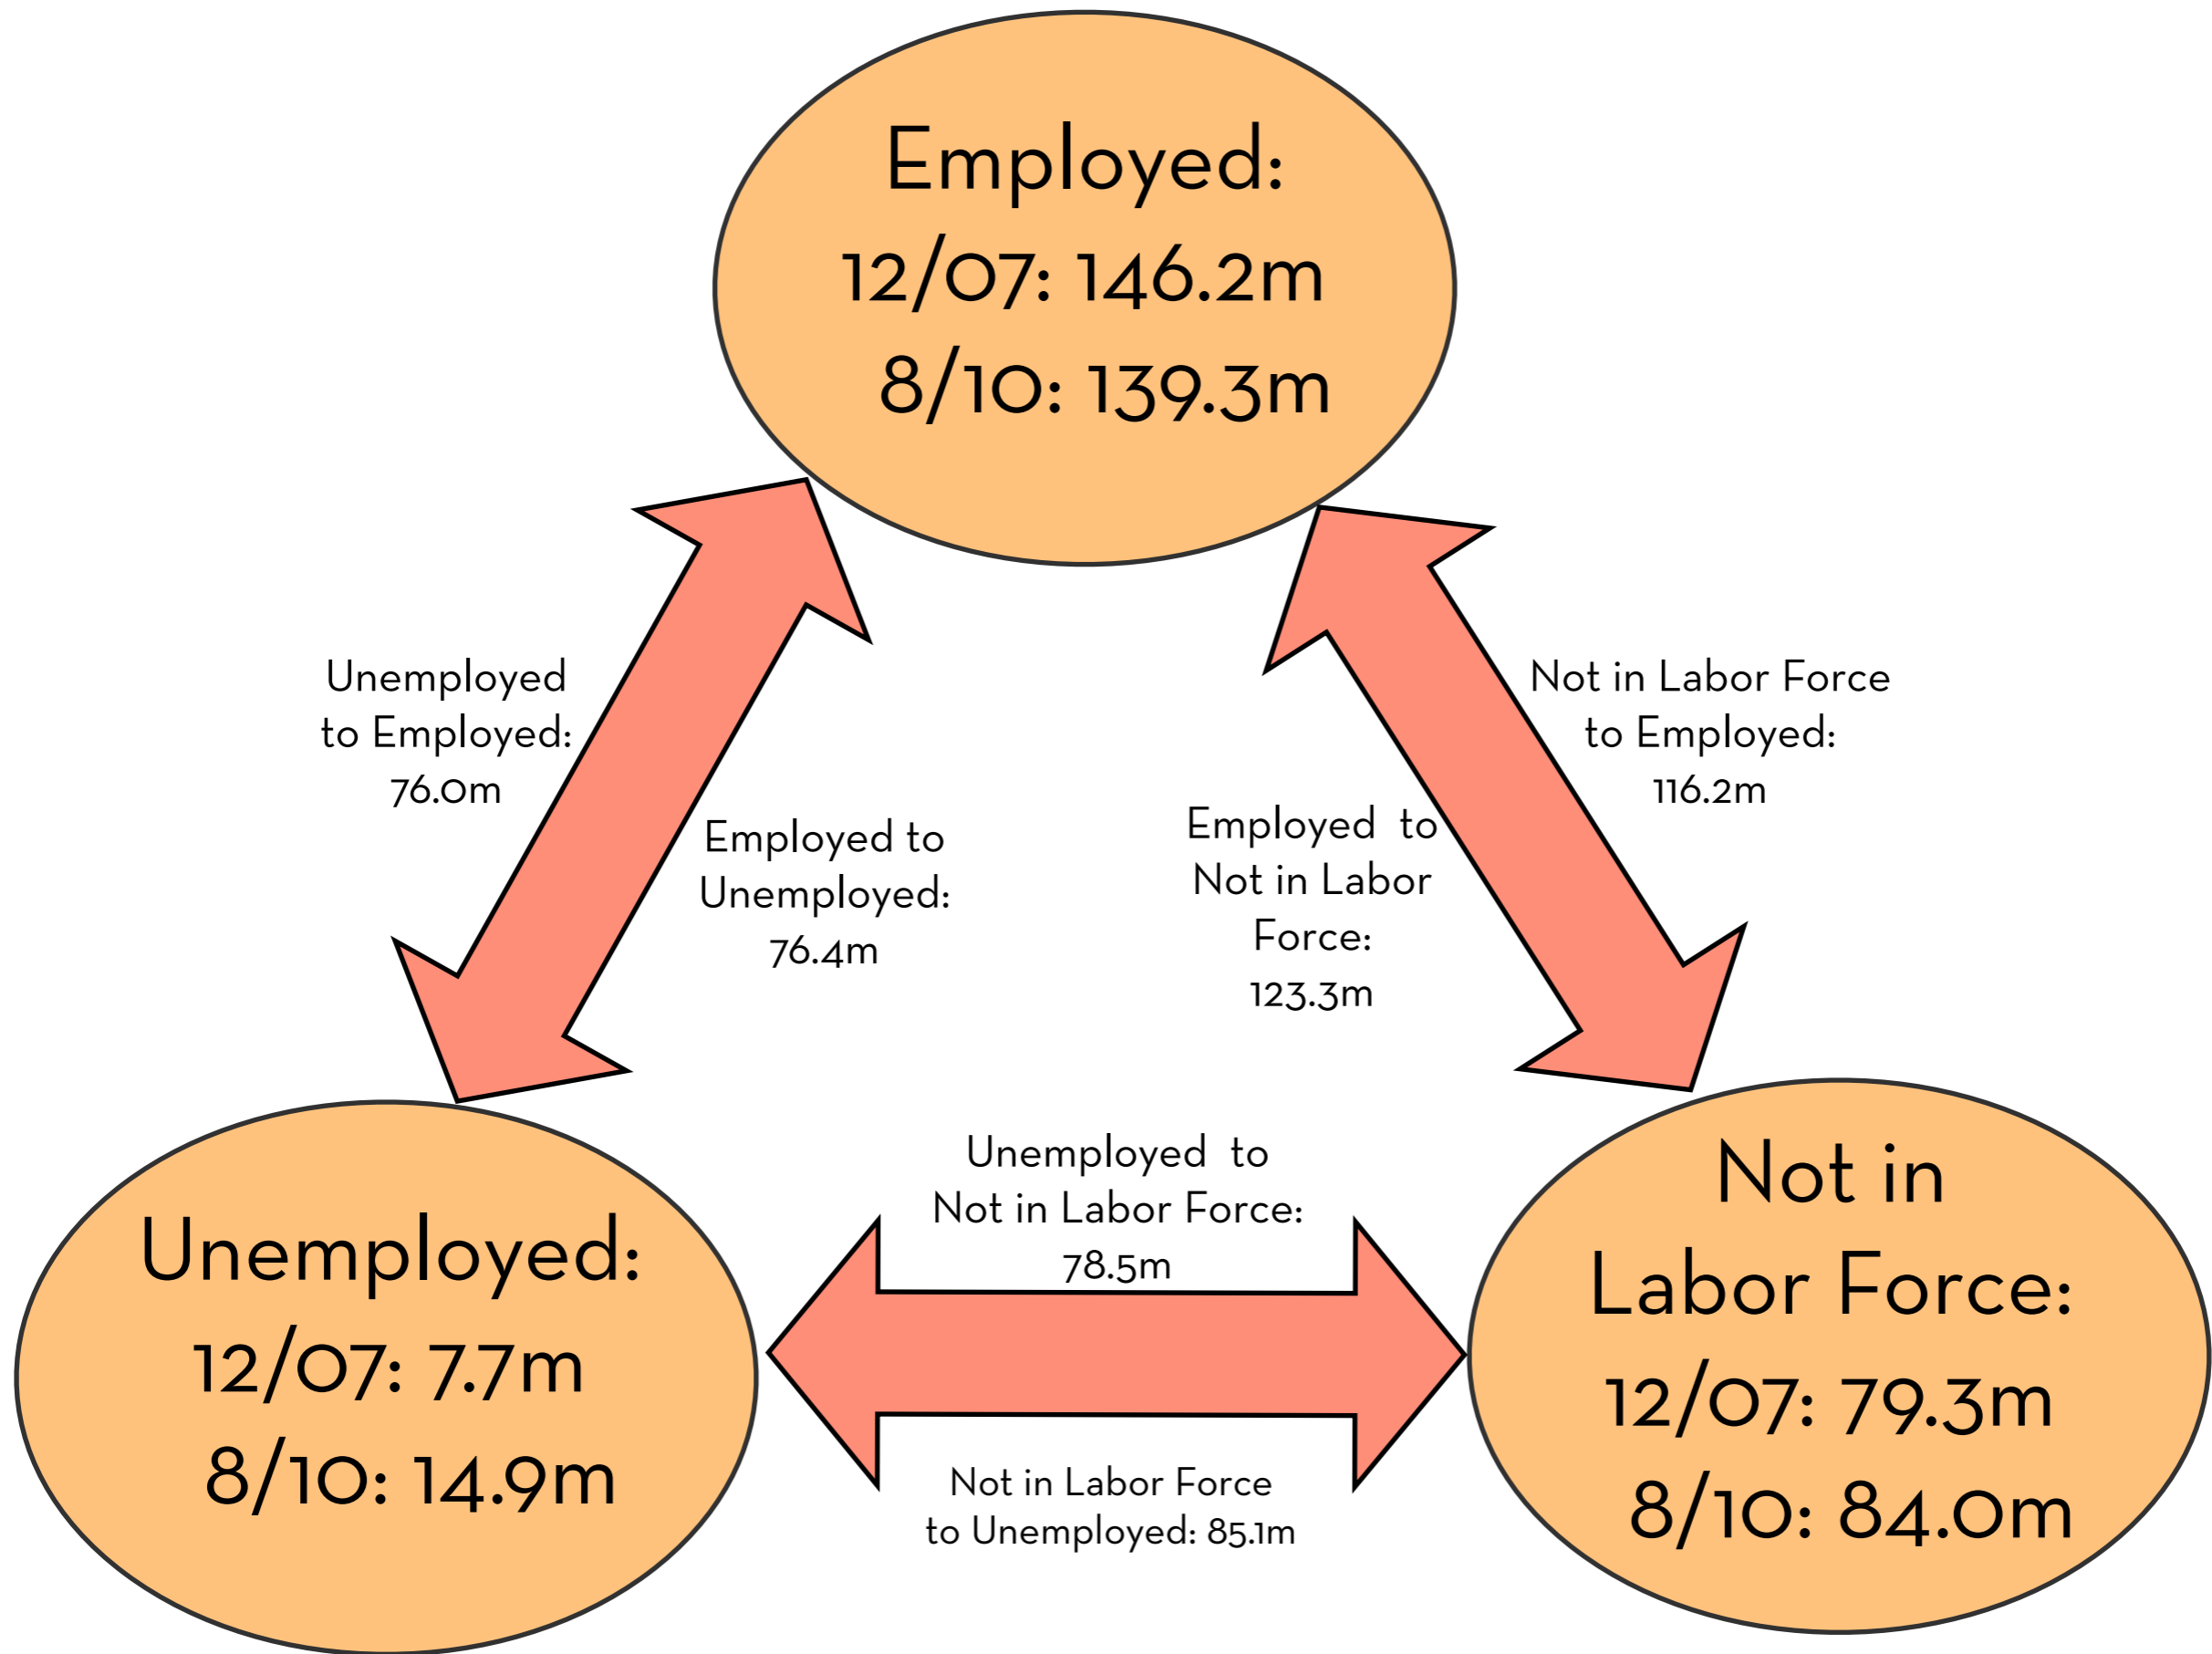 Employed:
12/07: 146.2m
8/10: 139.3m
Unemployed
to Employed:
76.0m
Not in Labor Force
to Employed:
116.2m
Employed to
Unemployed:
76.4m
Employed  to
Not in Labor
Force:
123.3m
Unemployed  to
Not in Labor Force:
78.5m
Not in Labor Force
to Unemployed: 85.1m
Unemployed:
12/07: 7.7m
8/10: 14.9m
Not in
Labor Force:
12/07: 79.3m
8/10: 84.0m